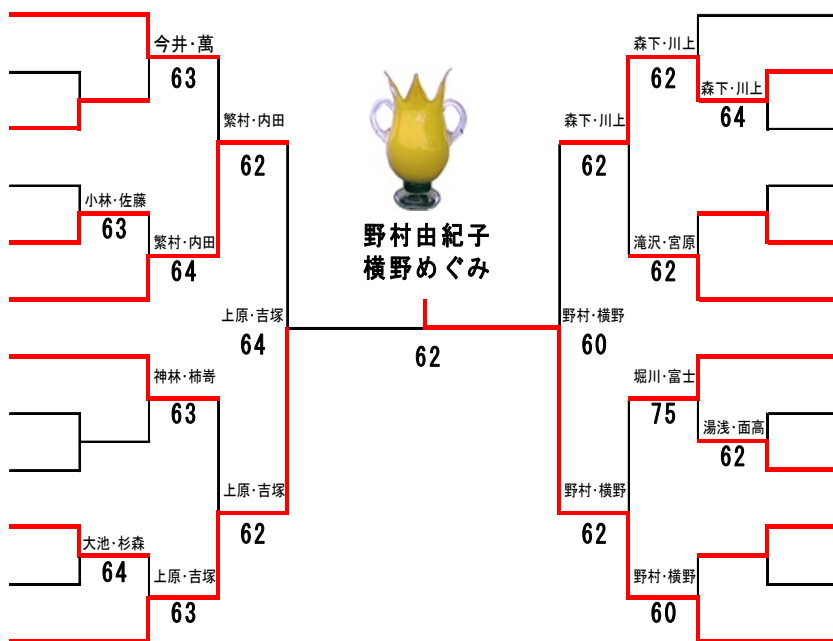 今井・萬
63
森下・川上
62
森下・川上
64
繁村・内田
62
森下・川上
62
小林・佐藤
63
繁村・内田
64
野村由紀子
横野めぐみ
滝沢・宮原
62
上原・吉塚
64
62
野村・横野
60
神林・柿嵜
63
堀川・富士
75
湯浅・面高
62
上原・吉塚
62
野村・横野
62
大池・杉森
64
上原・吉塚
63
野村・横野
60